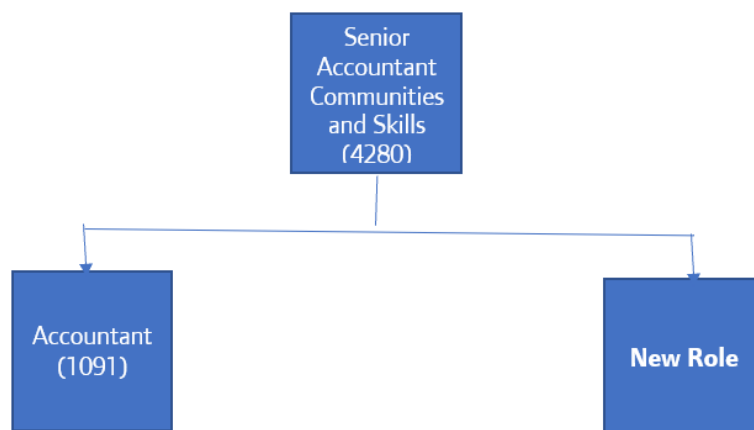 Senior
Accountant
Communities
and Skills
(4280)
Accountant
(1091)
New Role